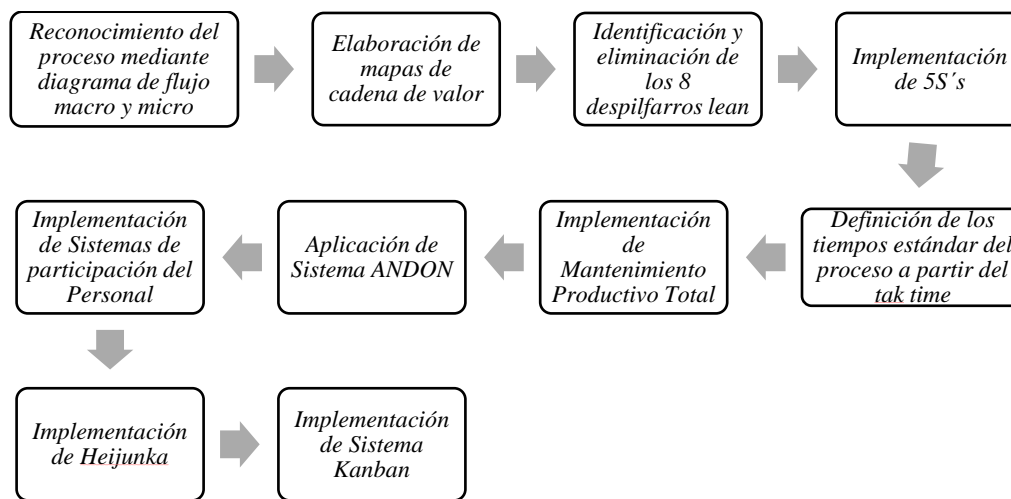 Reconocimiento del
proceso mediante
diagrama de flujo
macro y micro
Elaboración de
mapas de
cadena de valor
Identificación y
eliminación de
los 8
despilfarros lean
Implementación
de 5S´s
Definición de los
tiempos estándar del
proceso a partir del
tak time
Implementación
de
Mantenimiento
Productivo Total
Aplicación de
Sistema ANDON
Implementación
de Sistemas de
participación del
Personal
Implementación
de Heijunka
Implementación
de Sistema
Kanban